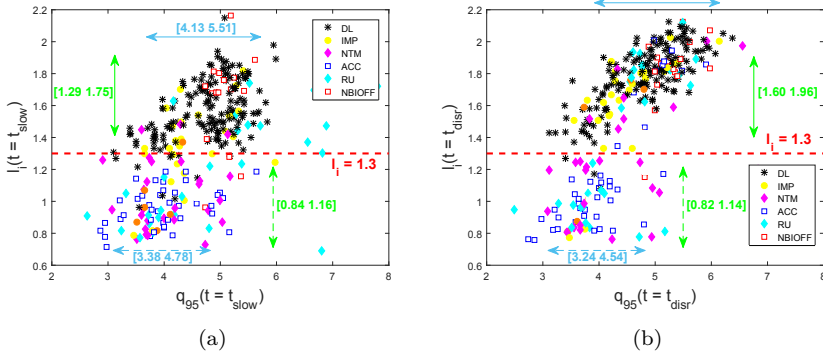 2.2
2
1.8
1.6
1.4
1.2
1
0.8
0.6
2 3 4 5 6 7 8
l_i(t = t_slow)
q_95(t = t_slow)
[4.13 5.51]
[1.29 1.75]
l_i = 1.3
[0.84 1.16]
[3.38 4.78]
DL
IMP
NTM
ACC
RU
NBIOFF
(a)
2.2
2
1.8
1.6
1.4
1.2
1
0.8
0.6
2 3 4 5 6 7 8
l_i(t = t_disr)
q_95(t = t_disr)
[1.60 1.96]
l_i = 1.3
[0.82 1.14]
[3.24 4.54]
DL
IMP
NTM
ACC
RU
NBIOFF
(b)